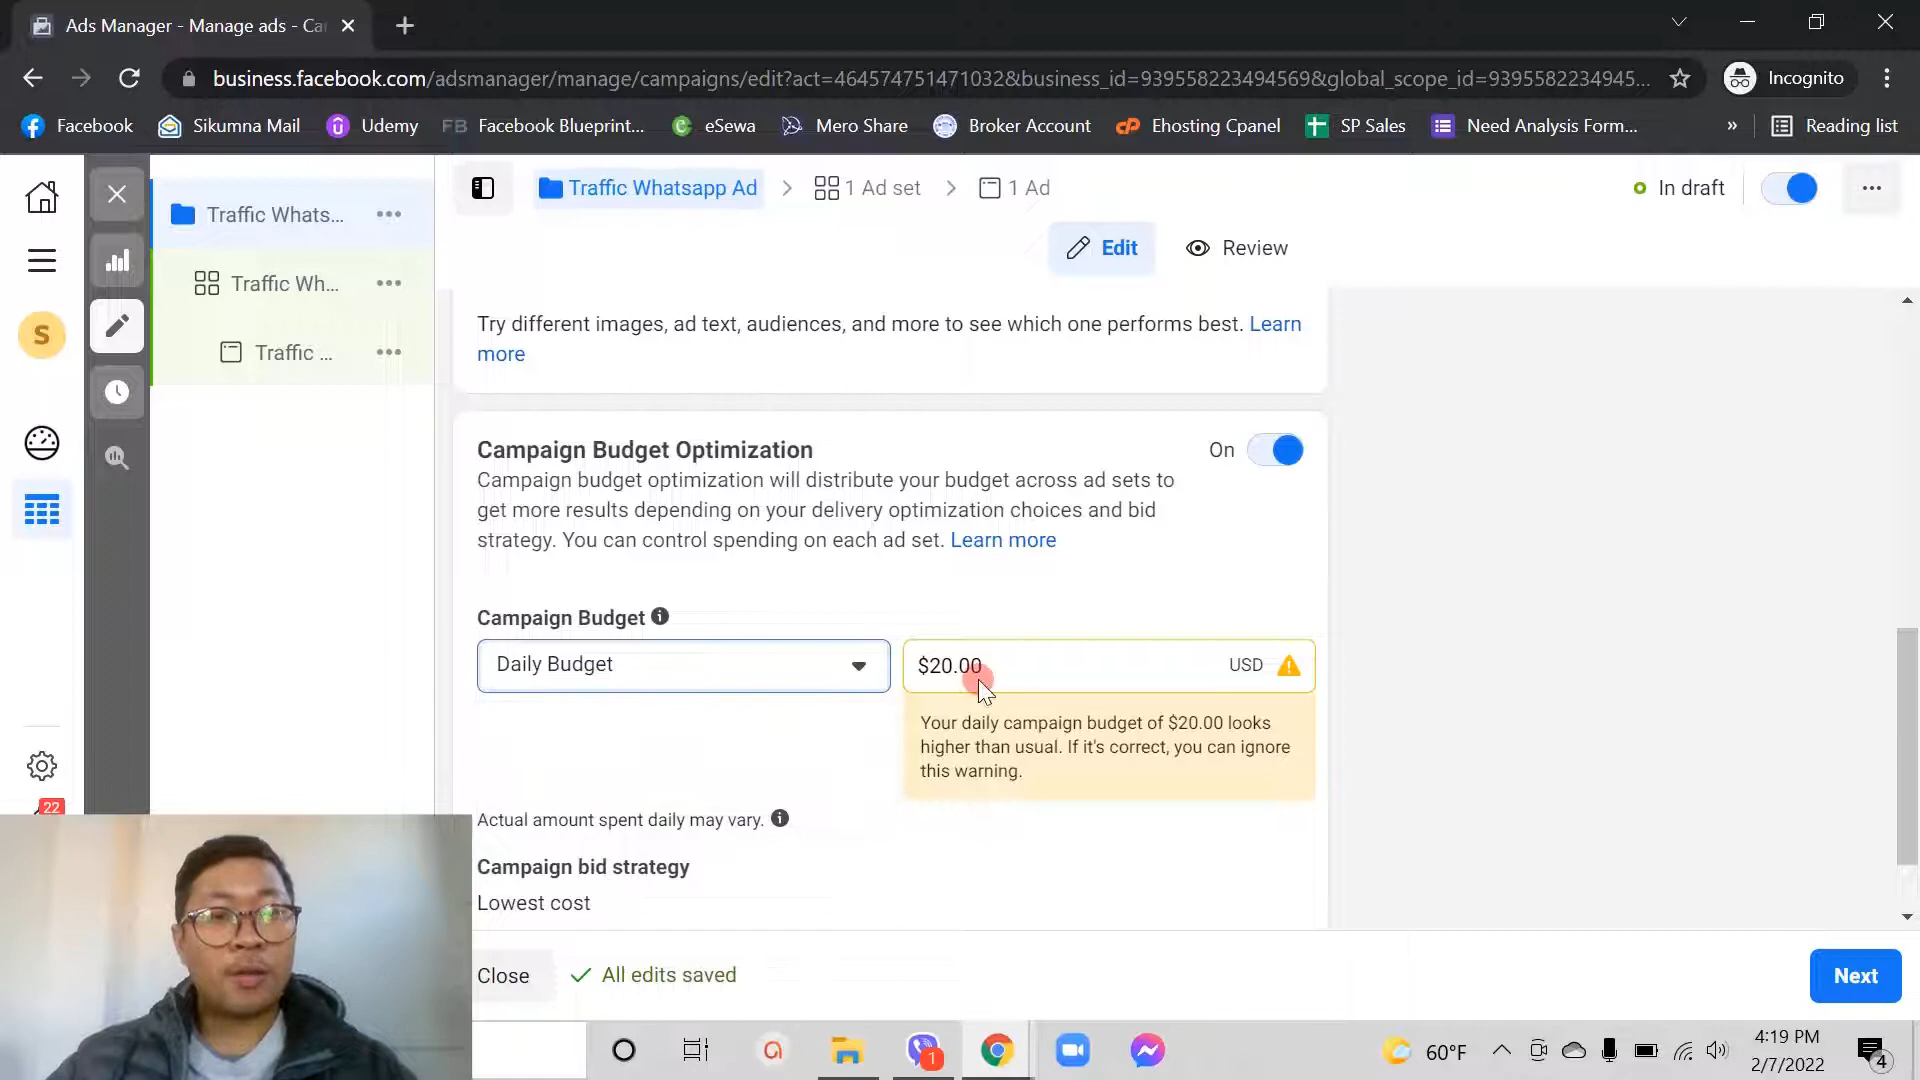 Ads Manager - Manage ads - Ca
business.facebook.com/adsmanager/manage/campaigns/edit?act=464574751471032&business_id=939558223494569&global_scope_id=9395582234945...
Incognito
Facebook
Sikumna Mail
Udemy
FB Facebook Blueprint...
eSewa
Mero Share
Broker Account
Ehosting Cpanel
SP Sales
Need Analysis Form...
»
Reading list
Traffic Whats...
Traffic Wh...
Traffic ...
S
22
Traffic Whatsapp Ad
1 Ad set
1 Ad
In draft
Edit
Review
Try different images, ad text, audiences, and more to see which one performs best. Learn
more
Campaign Budget Optimization
On
Campaign budget optimization will distribute your budget across ad sets to
get more results depending on your delivery optimization choices and bid
strategy. You can control spending on each ad set. Learn more
Campaign Budget
Daily Budget
$20.00
USD
Your daily campaign budget of $20.00 looks
higher than usual. If it's correct, you can ignore
this warning.
Actual amount spent daily may vary.
Campaign bid strategy
Lowest cost
Close
All edits saved
Next
1
60°F
4:19 PM
2/7/2022
4